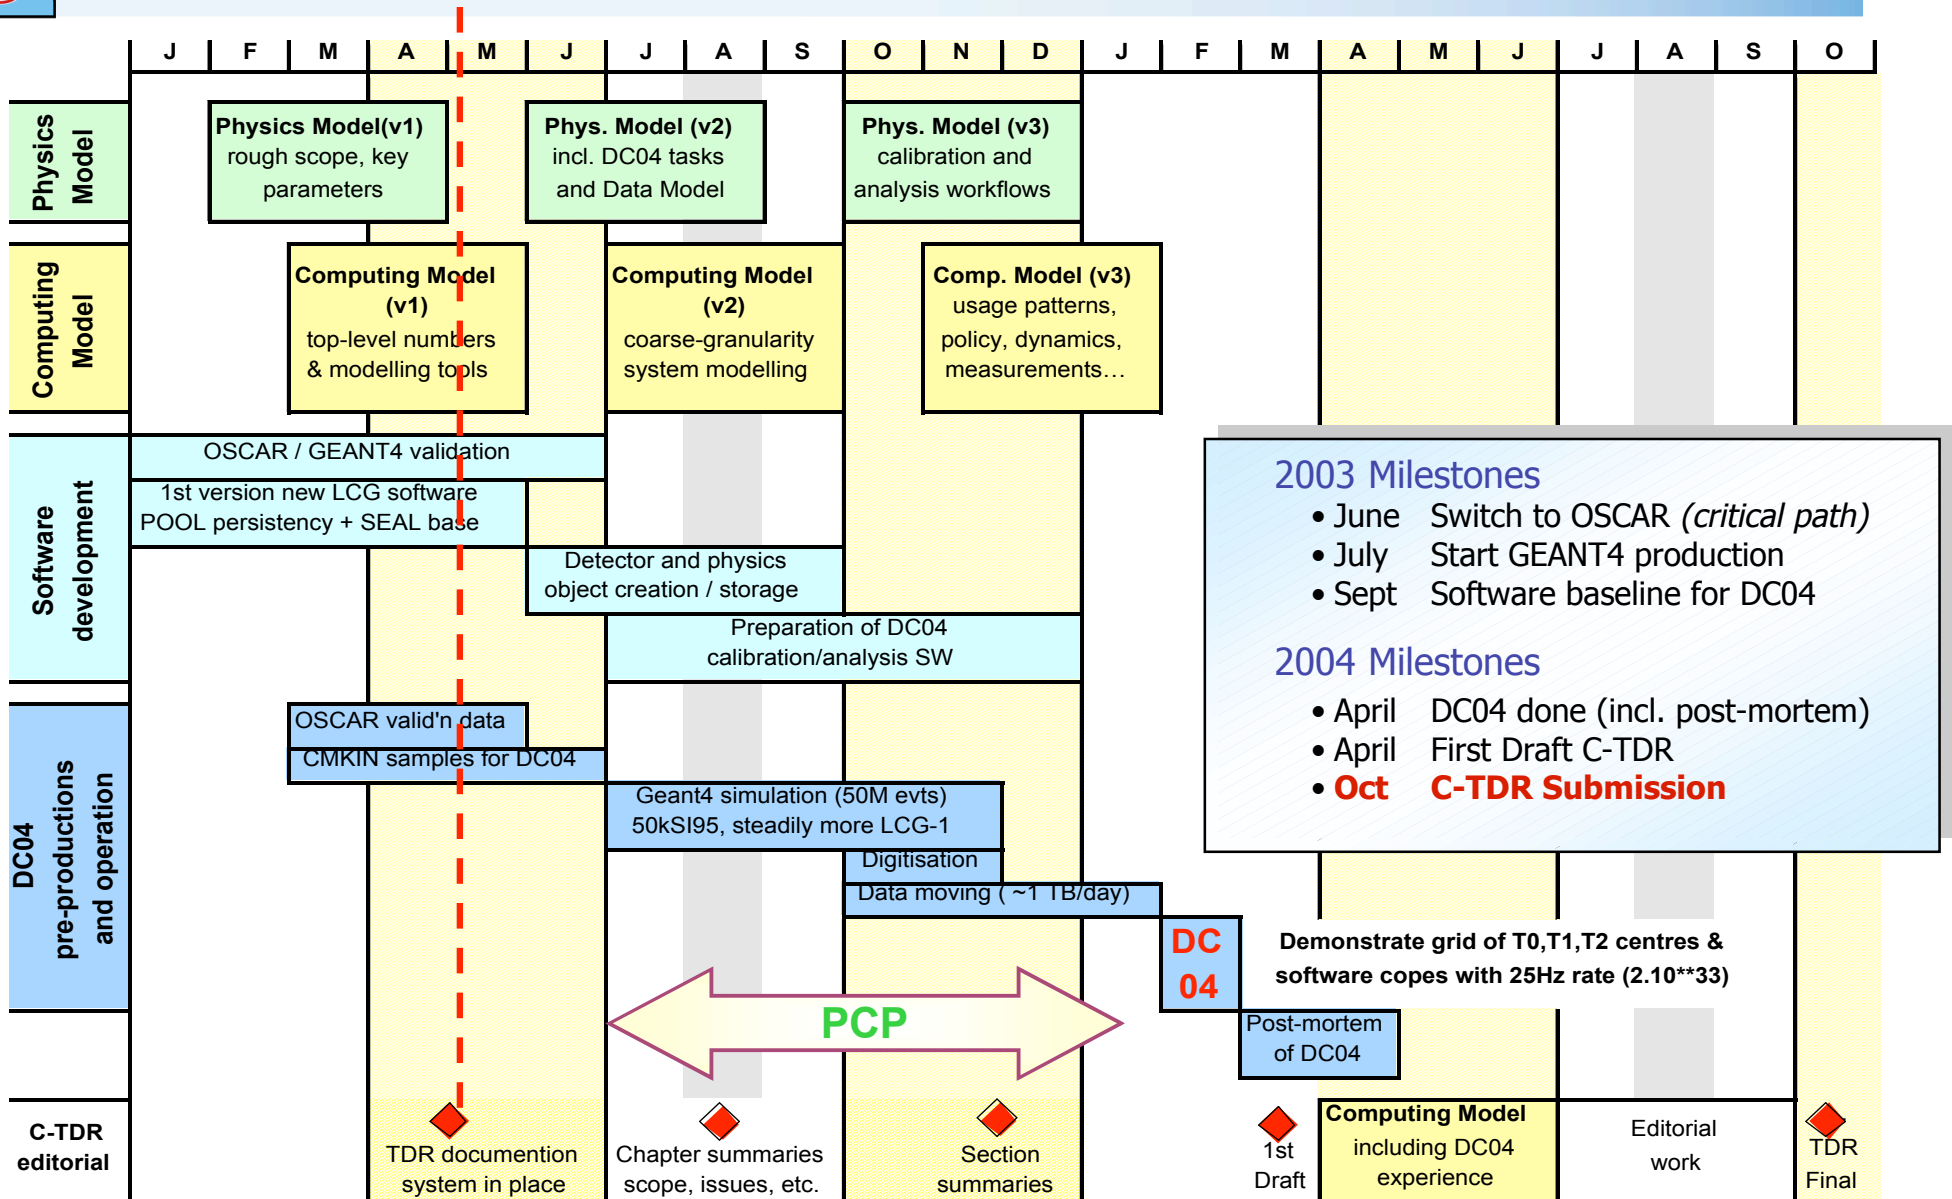 J F M A M J J A S O N D J F M A M J J A S O
Physics
Model
Physics Model(v1)
rough scope, key
parameters
Phys. Model (v2)
incl. DC04 tasks
and Data Model
Phys. Model (v3)
calibration and
analysis workflows
Computing
Model
Computing Model
(v1)
top-level numbers
& modelling tools
Computing Model
(v2)
coarse-granularity
system modelling
Comp. Model (v3)
usage patterns,
policy, dynamics,
measurements…
Software
development
OSCAR / GEANT4 validation
1st version new LCG software
POOL persistency + SEAL base
Detector and physics
object creation / storage
Preparation of DC04
calibration/analysis SW
2003 Milestones
• June Switch to OSCAR (critical path)
• July Start GEANT4 production
• Sept Software baseline for DC04
2004 Milestones
• April DC04 done (incl. post-mortem)
• April First Draft C-TDR
• Oct C-TDR Submission
DC04
pre-productions
and operation
OSCAR valid'n data
CMKIN samples for DC04
Geant4 simulation (50M evts)
50kSI95, steadily more LCG-1
Digitisation
Data moving ( ~1 TB/day)
DC
04
Demonstrate grid of T0,T1,T2 centres &
software copes with 25Hz rate (2.10**33)
PCP
Post-mortem
of DC04
C-TDR
editorial
TDR documention
system in place
Chapter summaries
scope, issues, etc.
Section
summaries
1st
Draft
Computing Model
including DC04
experience
Editorial
work
TDR
Final